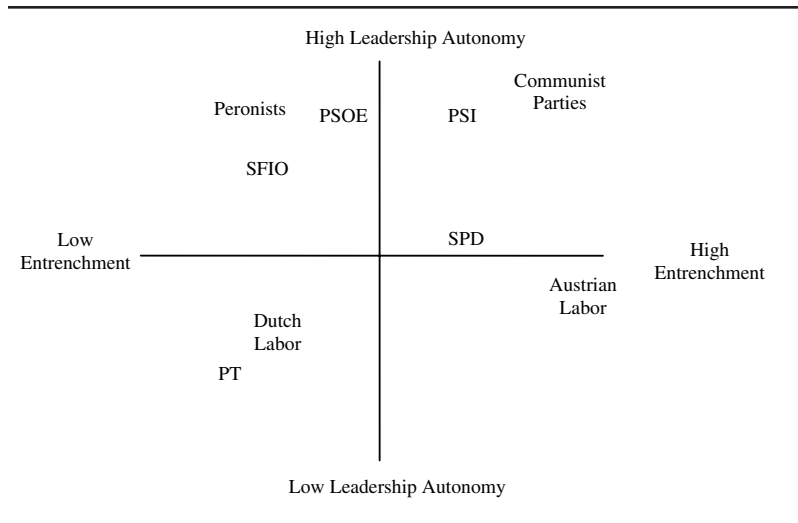 High Leadership Autonomy
Communist
Parties
Peronists
PSOE
PSI
SFIO
Low
Entrenchment
SPD
High
Entrenchment
Austrian
Labor
Dutch
Labor
PT
Low Leadership Autonomy